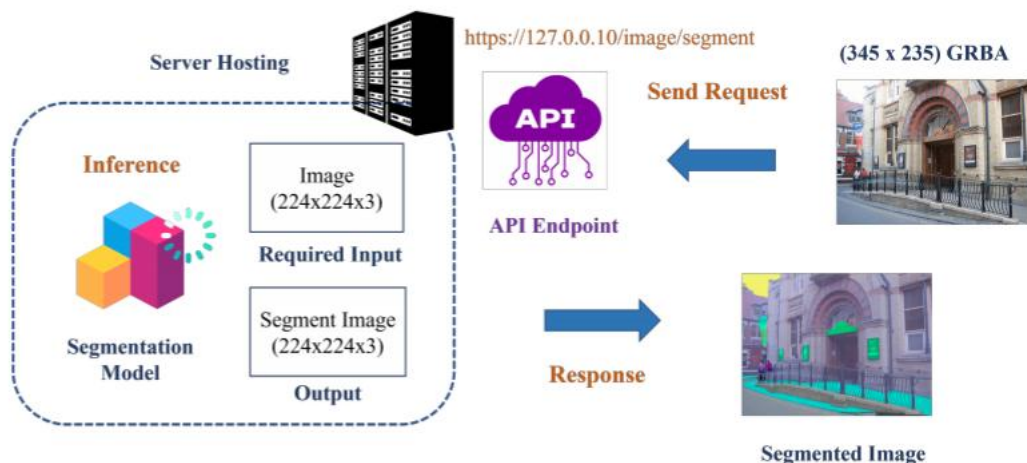 https://127.0.0.10/image/segment
Server Hosting
(345 x 235) GRBA
Send Request
API
API Endpoint
Inference
Image
(224x224x3)
Required Input
Segment Image
(224x224x3)
Output
Segmentation
Model
Response
Segmented Image